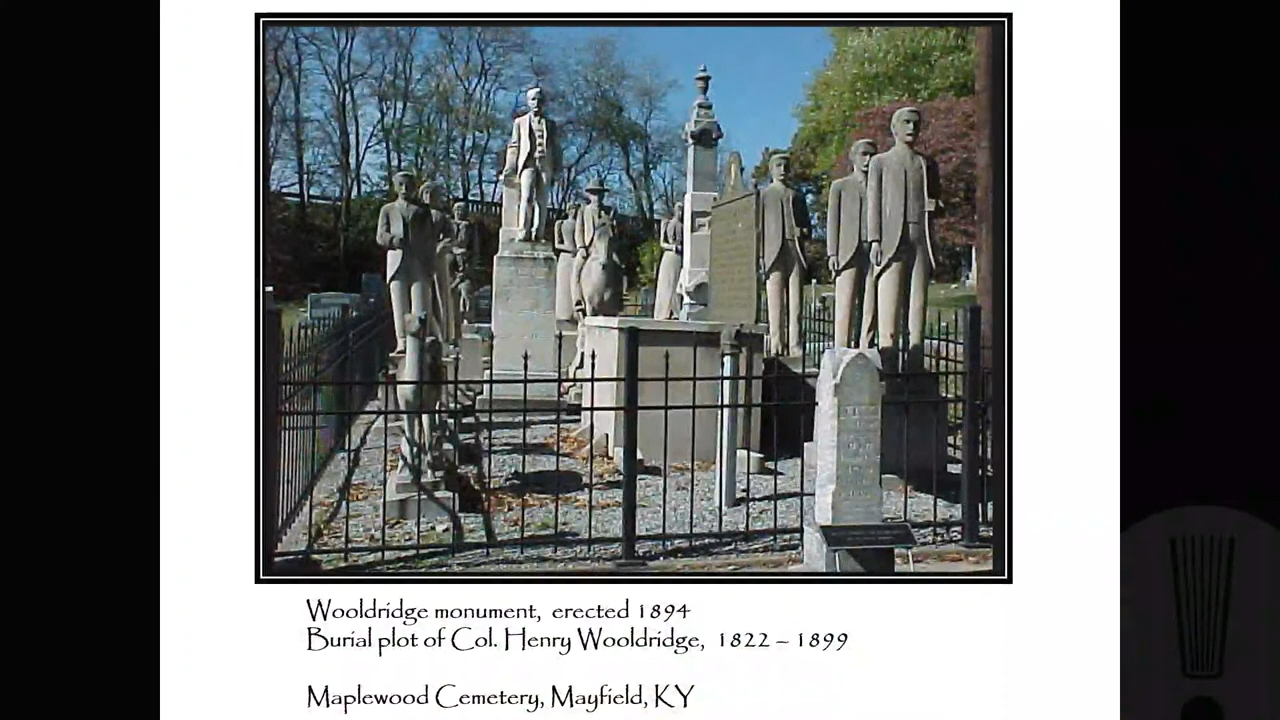 Wooldridge monument, erected 1894
Burial plot of Col. Henry Wooldridge, 1822 – 1899
Maplewood Cemetery, Mayfield, KY